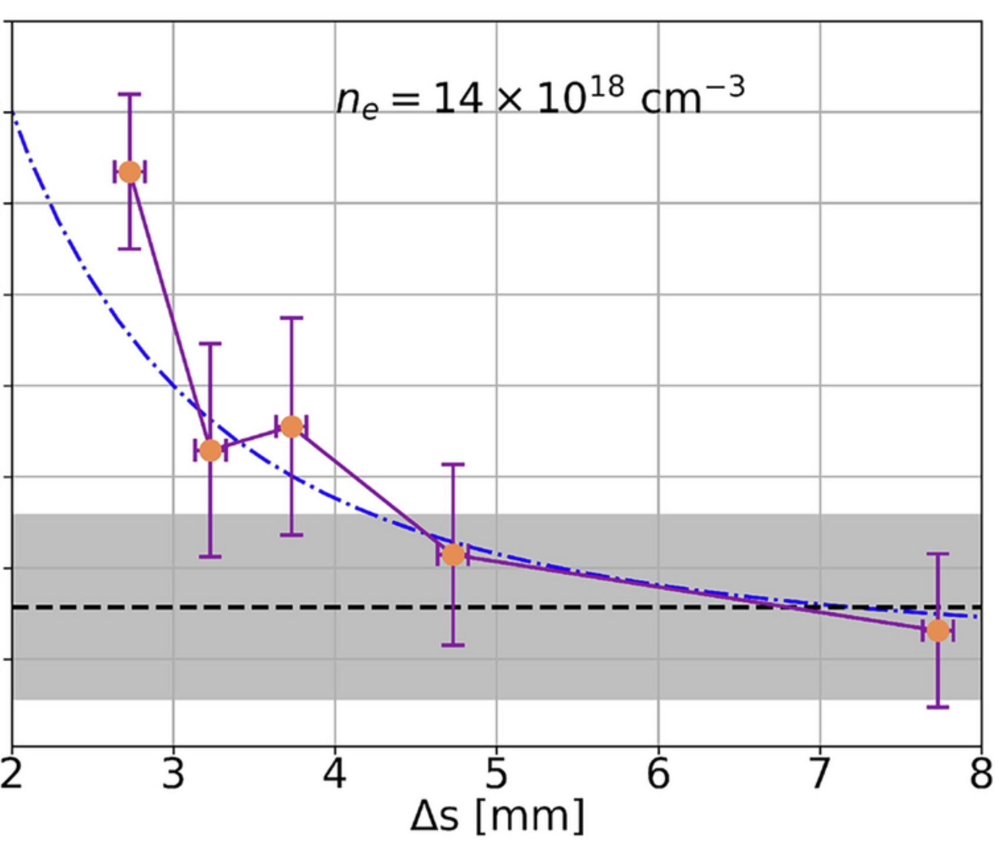 nₑ = 14 × 10¹⁸ cm⁻³
2 3 4 5 6 7 8
Δs [mm]